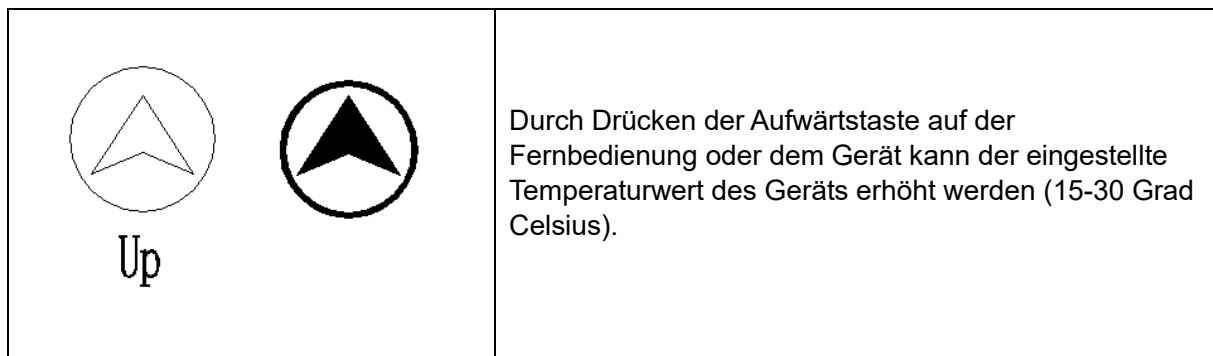 Up
Durch Drücken der Aufwärtstaste auf der
Fernbedienung oder dem Gerät kann der eingestellte
Temperaturwert des Geräts erhöht werden (15-30 Grad
Celsius).